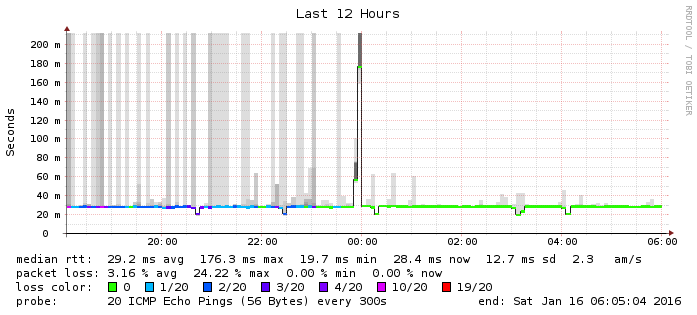 Last 12 Hours
RRDTOOL / TOBI OETIKER
Seconds
200 m
180 m
160 m
140 m
120 m
100 m
80 m
60 m
40 m
20 m
0
20:00 22:00 00:00 02:00 04:00 06:00
median rtt: 29.2 ms avg 176.3 ms max 19.7 ms min 28.4 ms now 12.7 ms sd 2.3 am/s
packet loss: 3.16 % avg 24.22 % max 0.00 % min 0.00 % now
loss color: 0 1/20 2/20 3/20 4/20 10/20 19/20
probe: 20 ICMP Echo Pings (56 Bytes) every 300s end: Sat Jan 16 06:05:04 2016